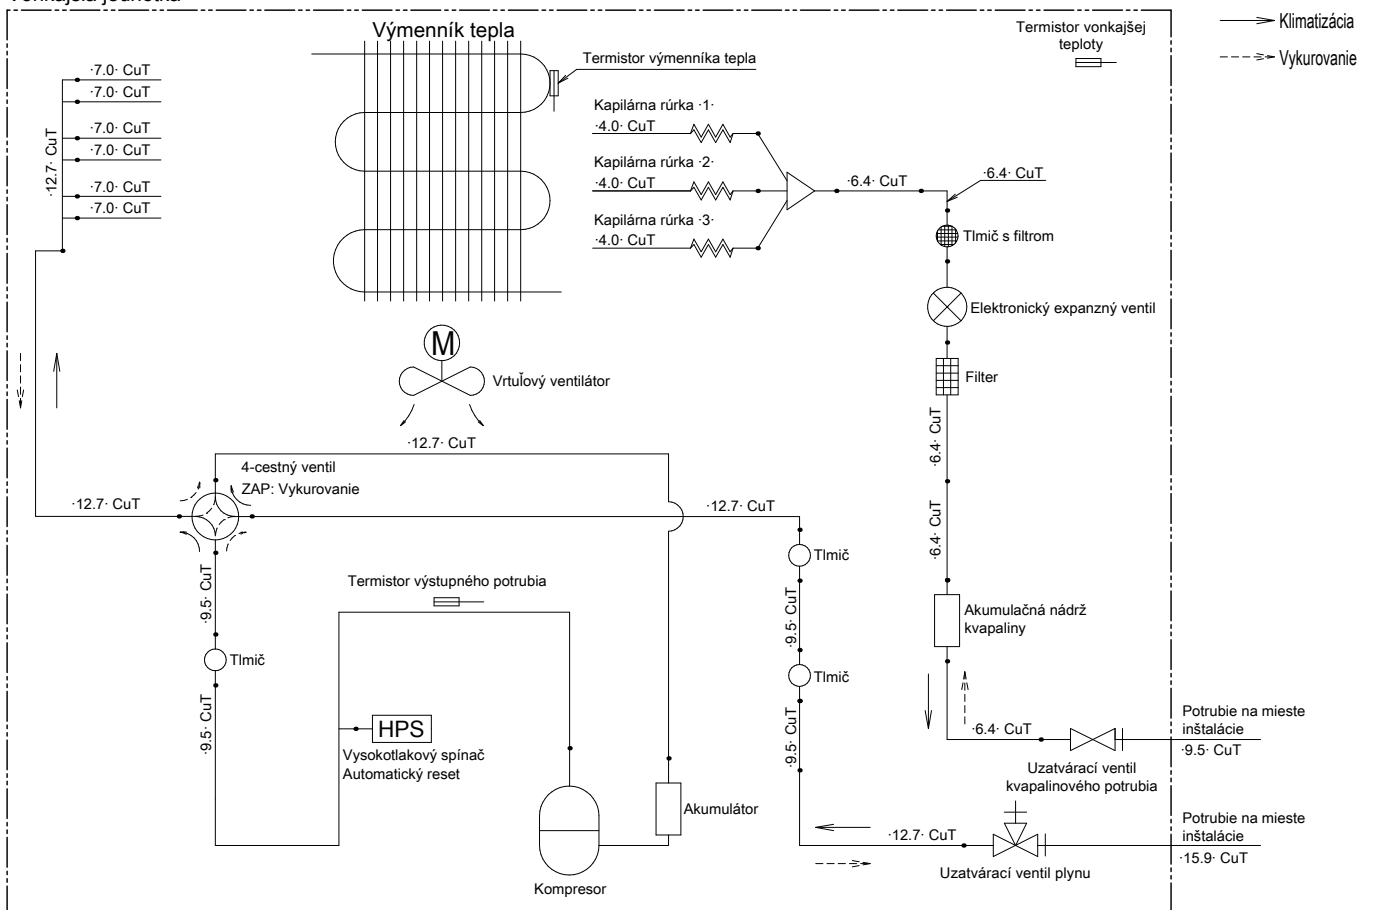 Vonkajšia jednotka
Klimatizácia
Vykurovanie
Výmenník tepla
Termistor výmenníka tepla
Termistor vonkajšej
teploty
·7.0· CuT
·7.0· CuT
·7.0· CuT
·7.0· CuT
·7.0· CuT
·7.0· CuT
·12.7· CuT
Kapilárna rúrka ·1·
·4.0· CuT
Kapilárna rúrka ·2·
·4.0· CuT
Kapilárna rúrka ·3·
·4.0· CuT
·6.4· CuT
·6.4· CuT
Tlmič s filtrom
Elektronický expanzný ventil
Filter
·6.4· CuT
·6.4· CuT
M
Vrtuľový ventilátor
·12.7· CuT
4-cestný ventil
ZAP: Vykurovanie
·12.7· CuT
·12.7· CuT
Tlmič
·9.5· CuT
Tlmič
·9.5· CuT
Termistor výstupného potrubia
·9.5· CuT
Tlmič
·9.5· CuT
HPS
Vysokotlakový spínač
Automatický reset
Akumulačná nádrž
kvapaliny
·6.4· CuT
Uzatvárací ventil
kvapalinového potrubia
Potrubie na mieste
inštalácie
·9.5· CuT
Kompresor
Akumulátor
·12.7· CuT
Uzatvárací ventil plynu
Potrubie na mieste
inštalácie
·15.9· CuT